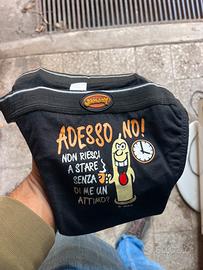 ADESSO NO!
NON RIESCI
A STARE
SENZA
DI ME UN
ATTIMO?